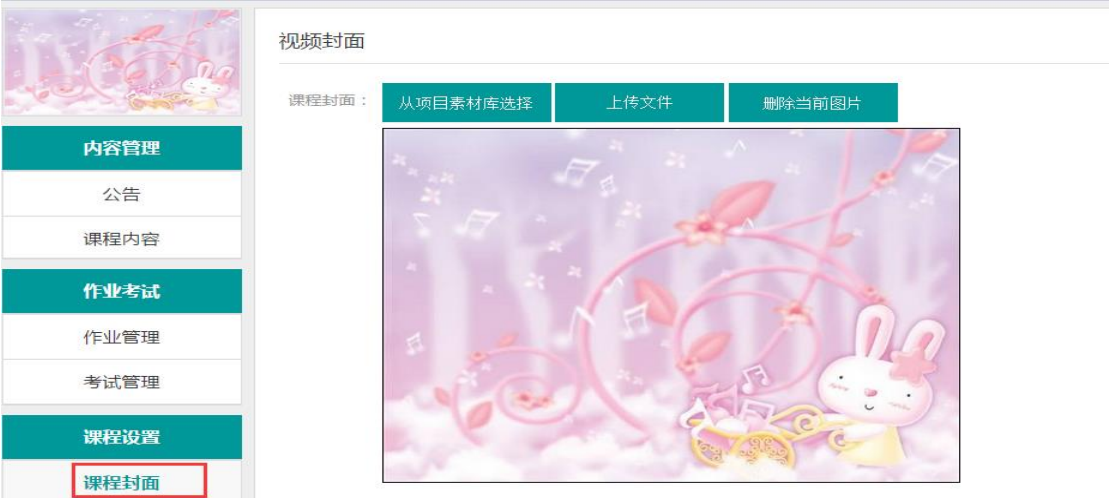 视频封面
课程封面：
从项目素材库选择
上传文件
删除当前图片
内容管理
公告
课程内容
作业考试
作业管理
考试管理
课程设置
课程封面